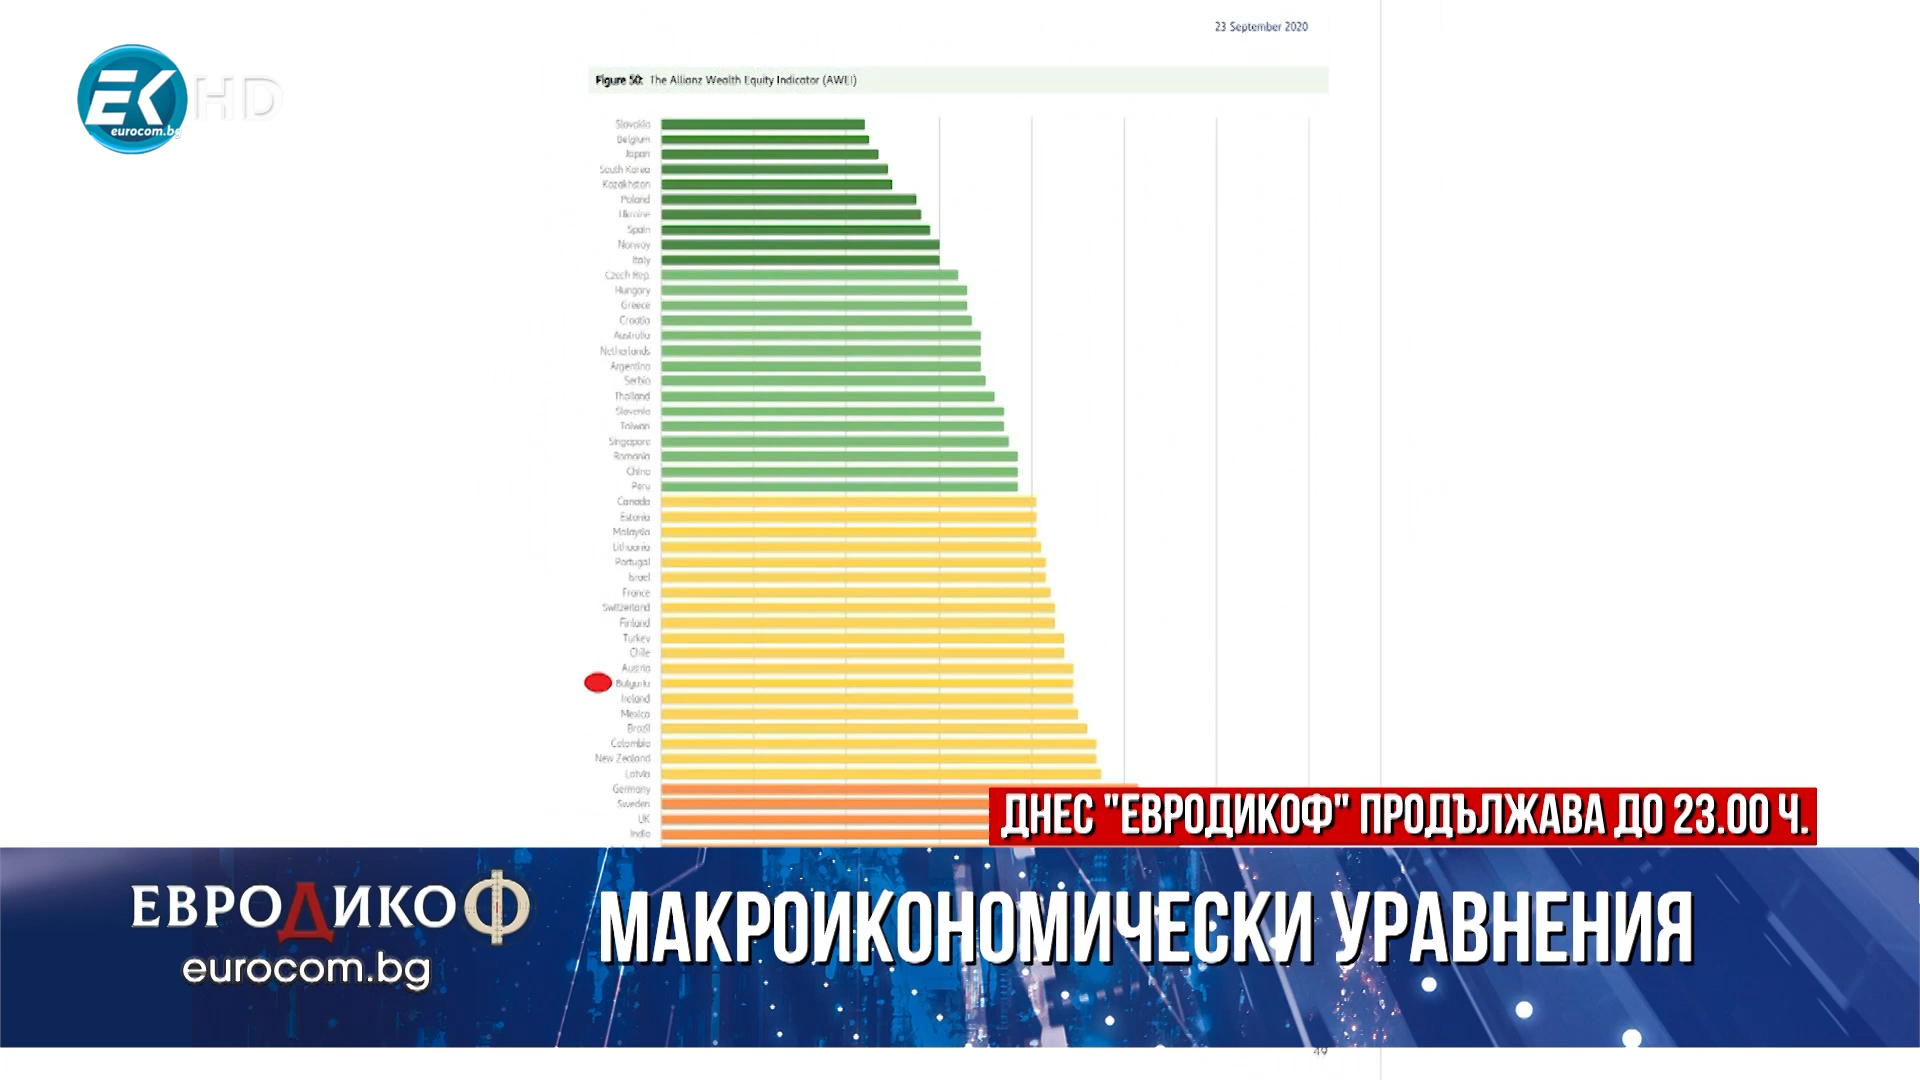 23 September 2020
EK HD
eurocom.bg
Figure 50: The Allianz Wealth Equity Indicator (AWEI)
Slovakia
Belgium
Japan
South Korea
Kazakhstan
Poland
Ukraine
Spain
Norway
Italy
Czech Rep.
Hungary
Greece
Croatia
Australia
Netherlands
Argentina
Serbia
Thailand
Slovenia
Taiwan
Singapore
Romania
China
Peru
Canada
Estonia
Malaysia
Lithuania
Portugal
Israel
France
Switzerland
Finland
Turkey
Chile
Austria
Bulgaria
Ireland
Mexico
Brazil
Colombia
New Zealand
Latvia
Germany
Sweden
UK
India
ДНЕС "ЕВРОДИКОФ" ПРОДЪЛЖАВА ДО 23.00 Ч.
ЕВРОДИКОФ
eurocom.bg
МАКРОИКОНОМИЧЕСКИ УРАВНЕНИЯ
49